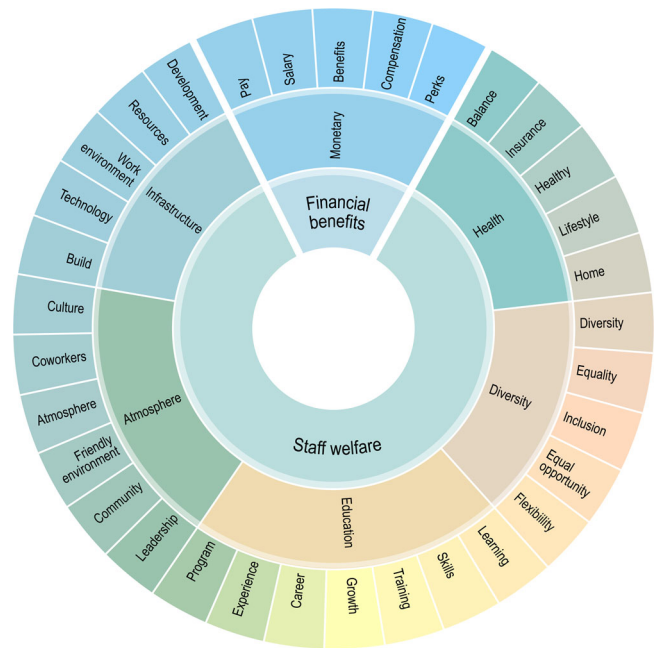 Financial
benefits
Staff welfare
Monetary
Health
Diversity
Education
Atmosphere
Infrastructure
Pay
Salary
Benefits
Compensation
Perks
Balance
Insurance
Healthy
Lifestyle
Home
Diversity
Equality
Inclusion
Equal
opportunity
Flexibility
Learning
Skills
Training
Growth
Career
Experience
Program
Leadership
Community
Friendly
environment
Atmosphere
Coworkers
Culture
Build
Technology
Work
environment
Resources
Development